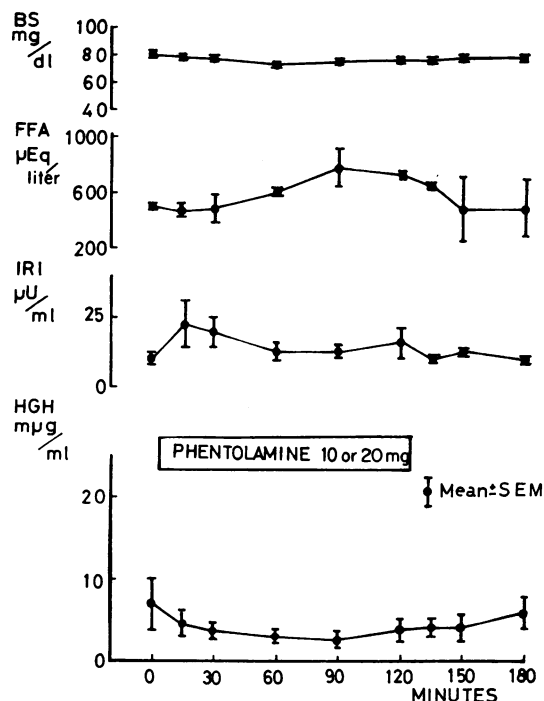 BS
mg/dl
100
80
60
40
FFA
µEq/liter
1000
600
200
IRI
µU/ml
25
0
HGH
mµg/ml
PHENTOLAMINE 10 or 20 mg
20
Mean±SEM
10
0
0 30 60 90 120 150 180
MINUTES